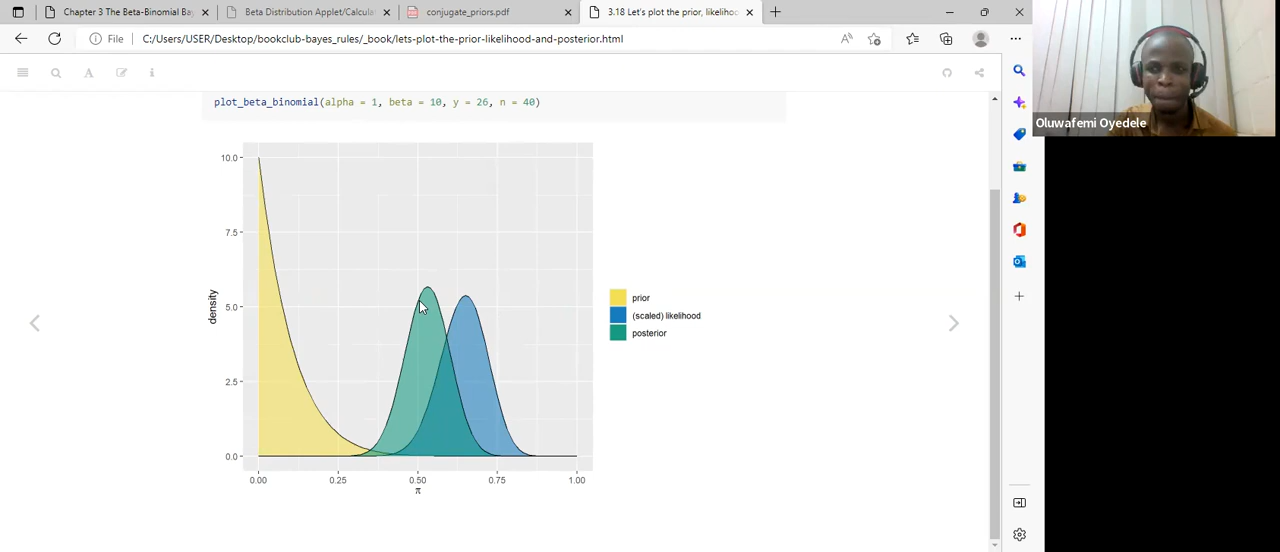 Chapter 3 The Beta-Binomial Bay
Beta Distribution Applet/Calcula
conjugate_priors.pdf
3.18 Let's plot the prior, likelihoo
File
C:/Users/USER/Desktop/bookclub-bayes_rules/_book/lets-plot-the-prior-likelihood-and-posterior.html
Oluwafemi Oyedele
plot_beta_binomial(alpha = 1, beta = 10, y = 26, n = 40)
10.0
7.5
5.0
2.5
0.0
density
0.00 0.25 0.50 0.75 1.00
π
prior
(scaled) likelihood
posterior